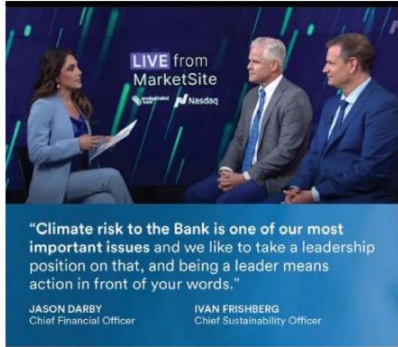 LIVE from
MarketSite
amalgamated
bank
Nasdaq
“Climate risk to the Bank is one of our most
important issues and we like to take a leadership
position on that, and being a leader means
action in front of your words.”
JASON DARBY
Chief Financial Officer
IVAN FRISHBERG
Chief Sustainability Officer